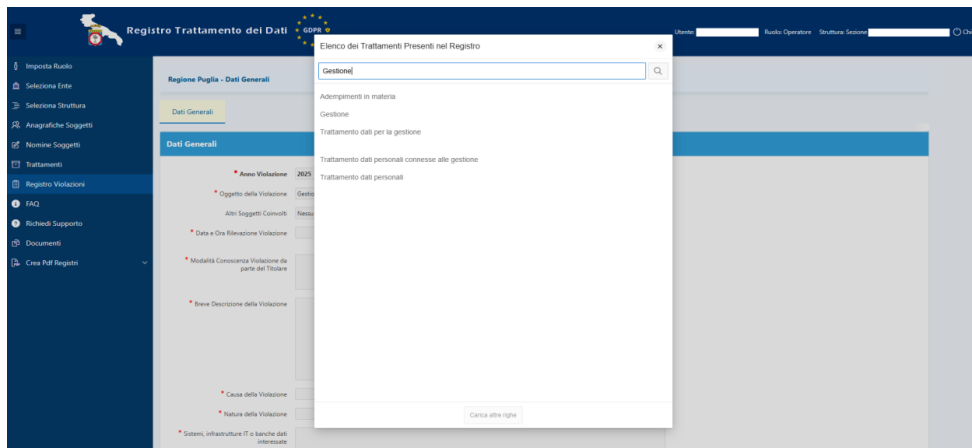 Registro Trattamento dei Dati
GDPR
Utente:
Ruolo: Operatore Struttura: Sezione
Chi
Imposta Ruolo
Seleziona Ente
Seleziona Struttura
Anagrafiche Soggetti
Nomine Soggetti
Trattamenti
Registro Violazioni
FAQ
Richiedi Supporto
Documenti
Crea Pdf Registri
Regione Puglia - Dati Generali
Dati Generali
Dati Generali
* Anno Violazione 2025
* Oggetto della Violazione Gestio
Altri Soggetti Coinvolti Nessu
* Data e Ora Rilevazione Violazione
* Modalità Conoscenza Violazione da
parte del Titolare
* Breve Descrizione della Violazione
* Causa della Violazione
* Natura della Violazione
* Sistemi, infrastrutture IT o banche dati
interessate
Elenco dei Trattamenti Presenti nel Registro
Gestione
Adempimenti in materia
Gestione
Trattamento dati per la gestione
Trattamento dati personali connesse alle gestione
Trattamento dati personali
Carica altre righe